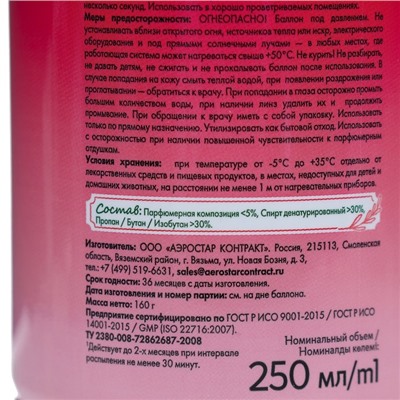 несколько секунд. Использовать в хорошо проветриваемых помещениях.
Меры предосторожности: ОГНЕОПАСНО! Баллон под давлением. Не
устанавливать вблизи открытого огня, источников тепла или искр, электрического
оборудования и под прямыми солнечными лучами — в любых местах, где
работающая система может нагреваться свыше +50°С. Не курить! Не разбирать,
не давать детям, не сжигать и не прокалывать баллон после использования. В
случае попадания на кожу смыть теплой водой, при появлении раздражения или
покраснения – обратиться к врачу. При попадании в глаза осторожно промыть
большим количеством воды, при наличии линз удалить их и продолжить
промывание. При обращении к врачу иметь с собой упаковку. Использовать
только по прямому назначению. Утилизировать как бытовой отход. Использовать
с осторожностью при наличии повышенной чувствительности к парфюмерным
отдушкам.
Условия хранения: при температуре от -5°С до +35°С отдельно от
лекарственных средств и пищевых продуктов, в местах, недоступных для детей и
домашних животных, на расстоянии не менее 1 м от нагревательных приборов.
Состав: Парфюмерная композиция <5%, Спирт денатурированный >30%,
Пропан / Бутан / Изобутан >30%.
Изготовитель: ООО «АЭРОСТАР КОНТРАКТ». Россия, 215113, Смоленская
область, Вяземский район, г. Вязьма, ул. Новая Бозня, д. 3,
тел.: +7 (499) 519-6631, sales@aerostarcontract.ru
Срок годности: 36 месяцев с даты изготовления.
Дата изготовления и номер партии: см. на дне баллона.
Масса нетто: 160 г
Предприятие сертифицировано по ГОСТ Р ИСО 9001-2015 / ГОСТ Р ИСО
14001-2015 / GMP (ISO 22716:2007).
ТУ 2380-008-72862687-2008
¹Действует до 2-х месяцев при интервале
распыления не менее 30 минут.
Номинальный объем /
Номиналды көлемі:
250 мл/ml